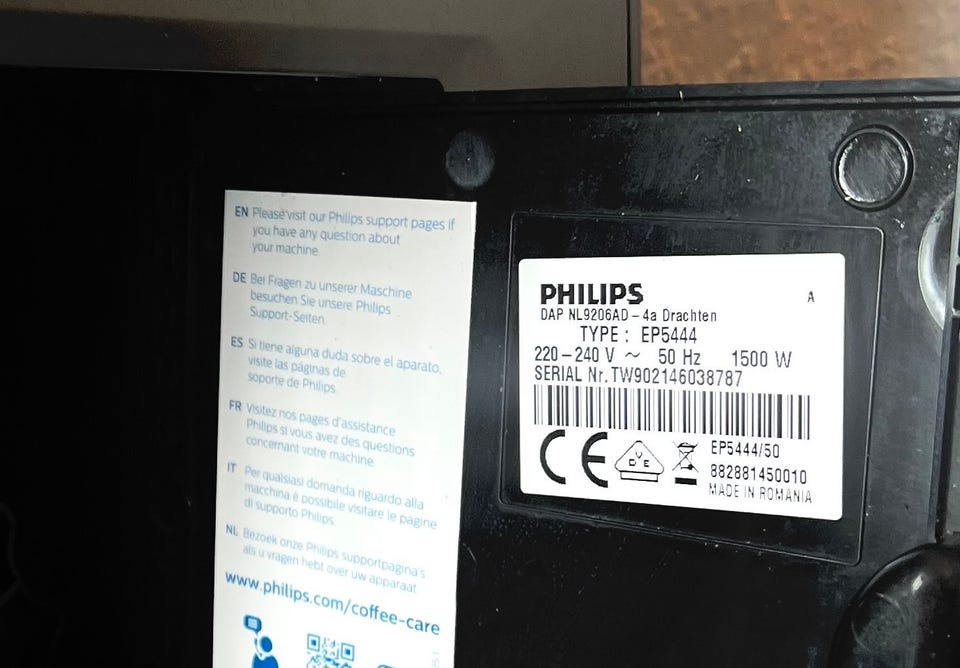 EN Please visit our Philips support pages if
you have any question about
your machine.
DE Bei Fragen zu unserer Maschine
besuchen Sie unsere Philips
Support-Seiten.
ES Si tiene alguna duda sobre el aparato,
visite las páginas de
soporte de Philips.
FR Visitez nos pages d'assistance
Philips si vous avez des questions
concernant votre machine.
IT Per qualsiasi domanda riguardo alla
macchina è possibile visitare le pagine
di supporto Philips.
NL Bezoek onze Philips supportpagina's
als u vragen hebt over uw apparaat
www.philips.com/coffee-care
PHILIPS A
DAP NL9206AD – 4a Drachten
TYPE : EP5444
220 – 240 V ~ 50 Hz 1500 W
SERIAL Nr. TW902146038787
CE
DVE
EP5444/50
882881450010
MADE IN ROMANIA